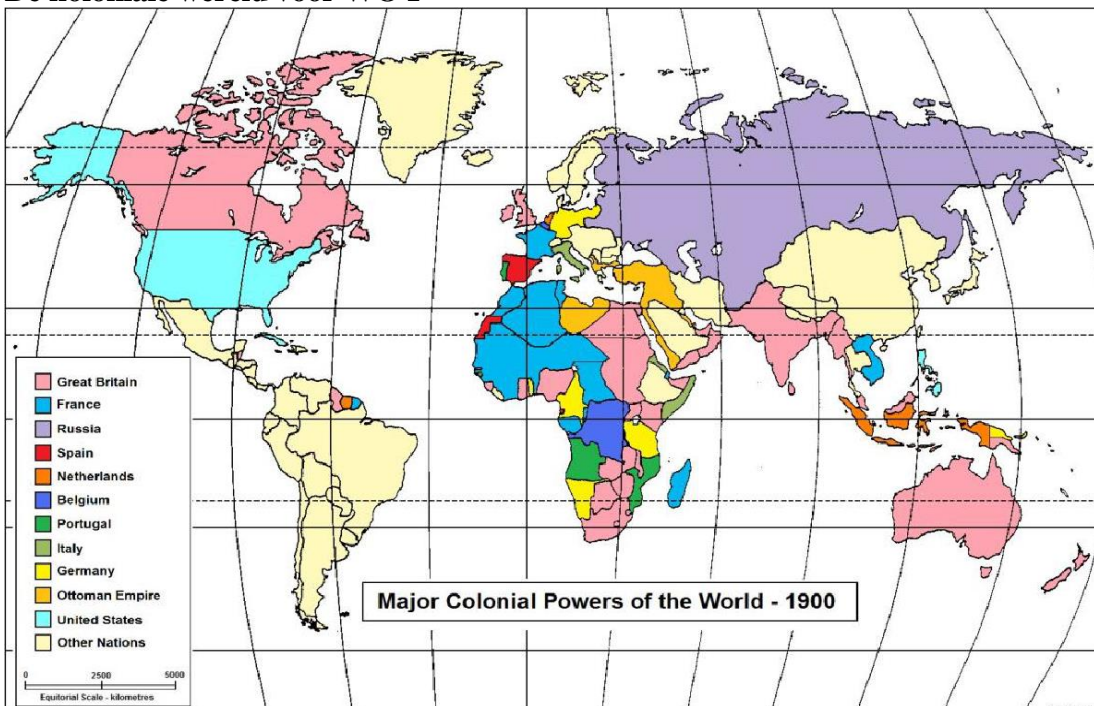 De koloniale wereld voor WO 1
Great Britain
France
Russia
Spain
Netherlands
Belgium
Portugal
Italy
Germany
Ottoman Empire
United States
Other Nations
0 2500 5000
Equitorial Scale - kilometres
Major Colonial Powers of the World - 1900